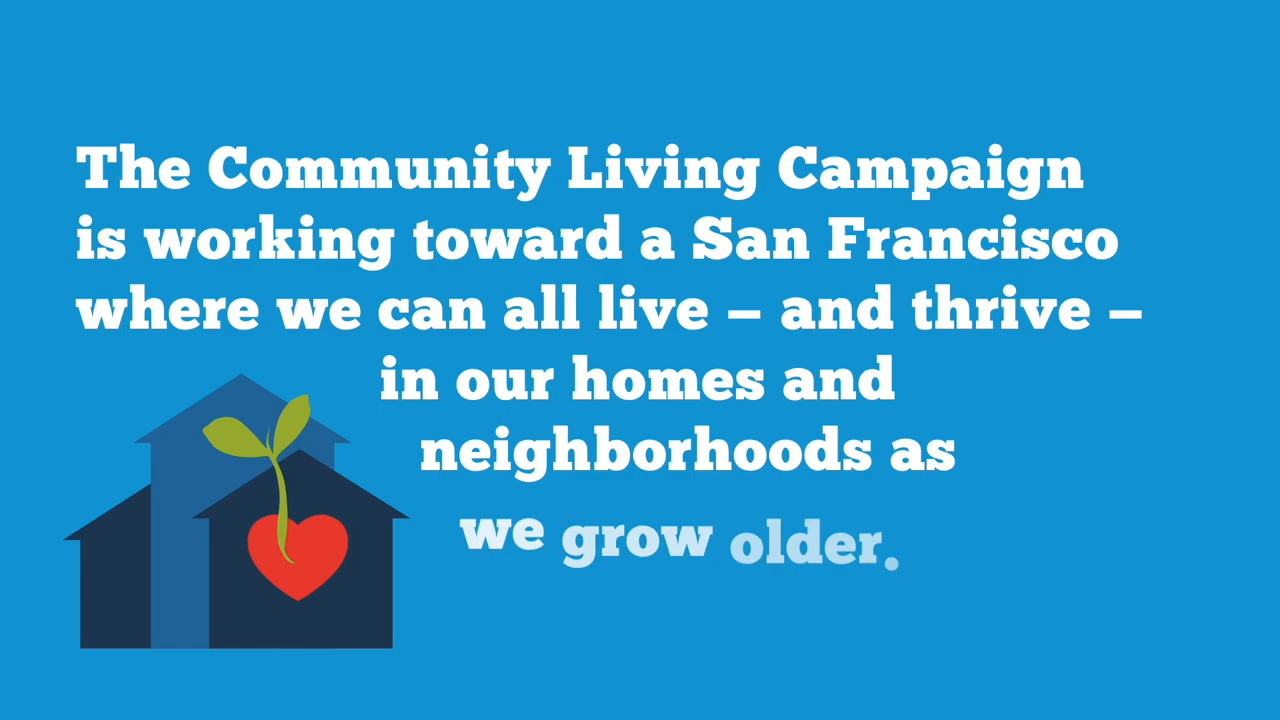 The Community Living Campaign
is working toward a San Francisco
where we can all live – and thrive –
in our homes and
neighborhoods as
we grow older.